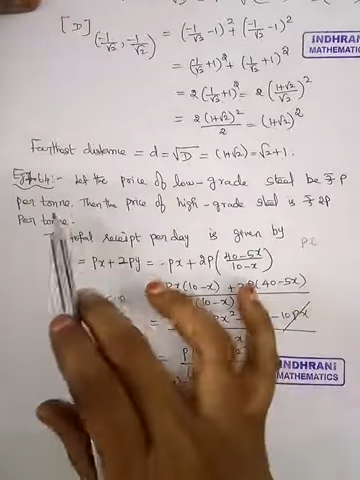 [D](-1/√2, -1/√2) = (-1/√2 - 1)² + (-1/√2 - 1)²
= (1/√2 + 1)² + (1/√2 + 1)²
= 2(1/√2 + 1)² = 2((1+√2)/√2)²
= 2(1+√2)²/2 = (1+√2)²
Farthest distance = d = √D = (1+√2) = √2+1.
Let the price of low-grade steel be ₹ P
per tonne. Then the price of high-grade steel is ₹ 2P
per tonne.
total receipt per day is given by
px
= Px + 2Py = Px + 2P((40-5x)/(10-x))
INDHRANI
MATHEMATICS
INDHRANI
MATHEMATICS